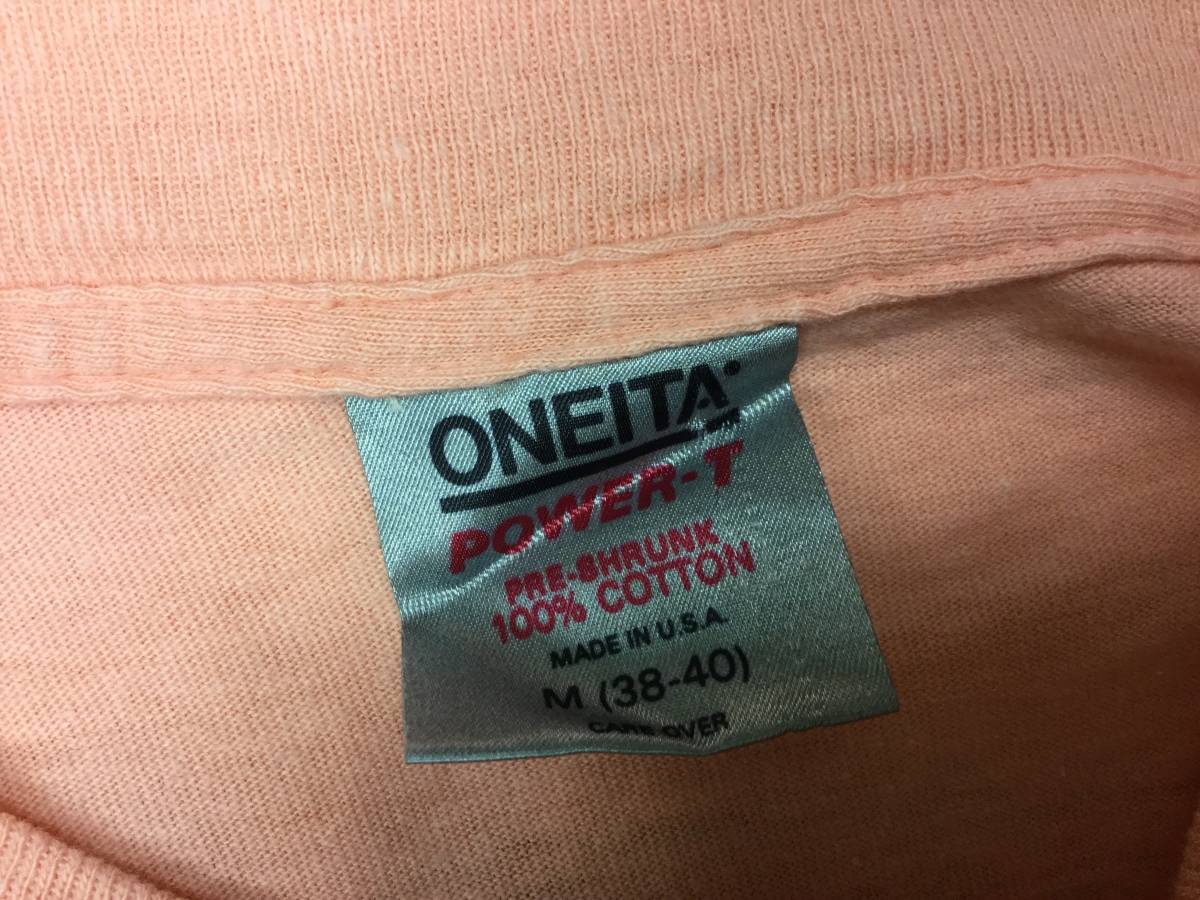 ONEITA®
POWER-T
PRE-SHRUNK
100% COTTON
MADE IN U.S.A.
M (38-40)
CARE OVER